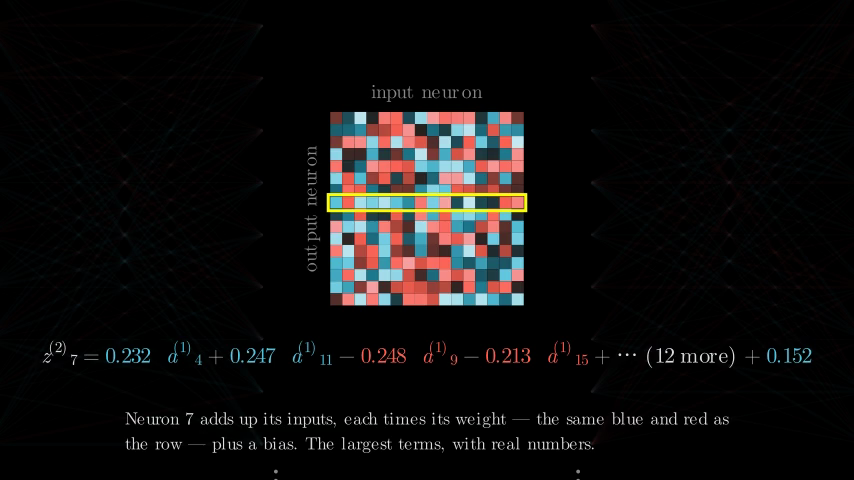 input neuron
output neuron
z^(2)_7 = 0.232 a^(1)_4 + 0.247 a^(1)_11 − 0.248 a^(1)_9 − 0.213 a^(1)_15 + ··· (12 more) + 0.152
Neuron 7 adds up its inputs, each times its weight — the same blue and red as
the row — plus a bias. The largest terms, with real numbers.